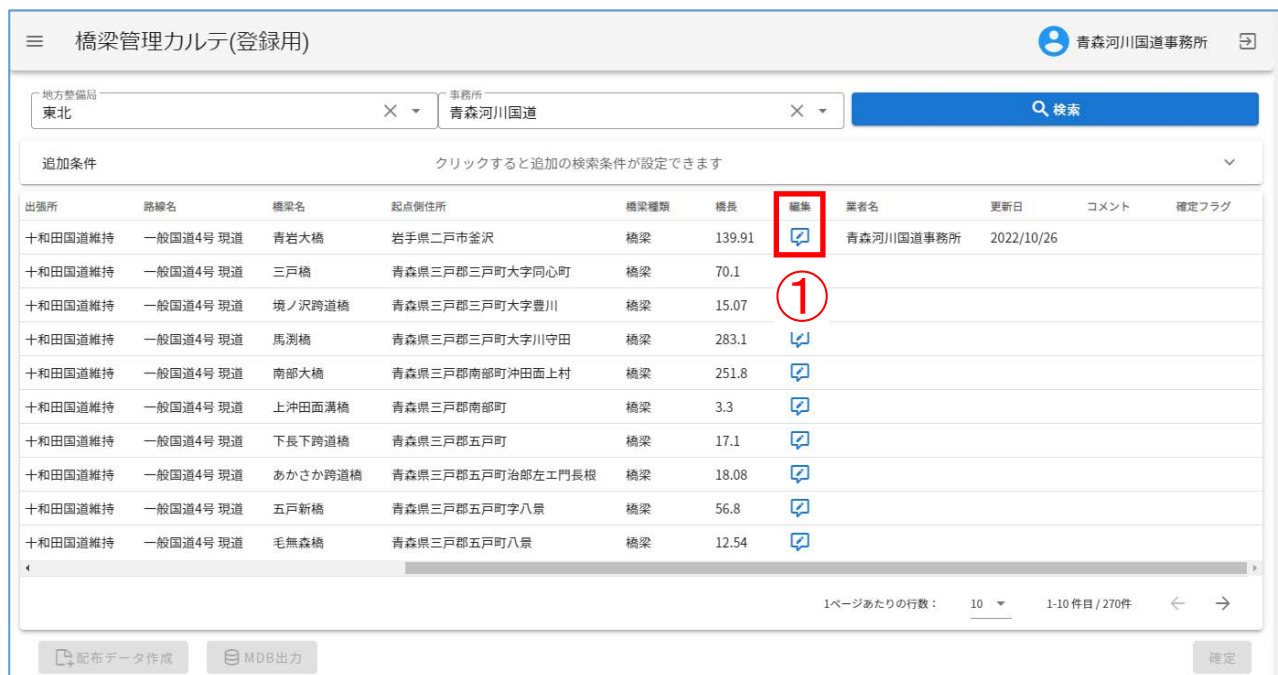 橋梁管理カルテ(登録用) 青森河川国道事務所
地方整備局 事務所
東北 青森河川国道 検索
追加条件 クリックすると追加の検索条件が設定できます
出張所 路線名 橋梁名 起点側住所 橋梁種類 橋長 編集 業者名 更新日 コメント 確定フラグ
十和田国道維持 一般国道4号 現道 青岩大橋 岩手県二戸市釜沢 橋梁 139.91 青森河川国道事務所 2022/10/26
十和田国道維持 一般国道4号 現道 三戸橋 青森県三戸郡三戸町大字同心町 橋梁 70.1
①
十和田国道維持 一般国道4号 現道 境ノ沢跨道橋 青森県三戸郡三戸町大字豊川 橋梁 15.07
十和田国道維持 一般国道4号 現道 馬渕橋 青森県三戸郡三戸町大字川守田 橋梁 283.1
十和田国道維持 一般国道4号 現道 南部大橋 青森県三戸郡南部町沖田面上村 橋梁 251.8
十和田国道維持 一般国道4号 現道 上沖田面溝橋 青森県三戸郡南部町 橋梁 3.3
十和田国道維持 一般国道4号 現道 下長下跨道橋 青森県三戸郡五戸町 橋梁 17.1
十和田国道維持 一般国道4号 現道 あかさか跨道橋 青森県三戸郡五戸町治郎左エ門長根 橋梁 18.08
十和田国道維持 一般国道4号 現道 五戸新橋 青森県三戸郡五戸町字八景 橋梁 56.8
十和田国道維持 一般国道4号 現道 毛無森橋 青森県三戸郡五戸町八景 橋梁 12.54
1ページあたりの行数： 10 1-10 件目 / 270件
配布データ作成 MDB出力 確定